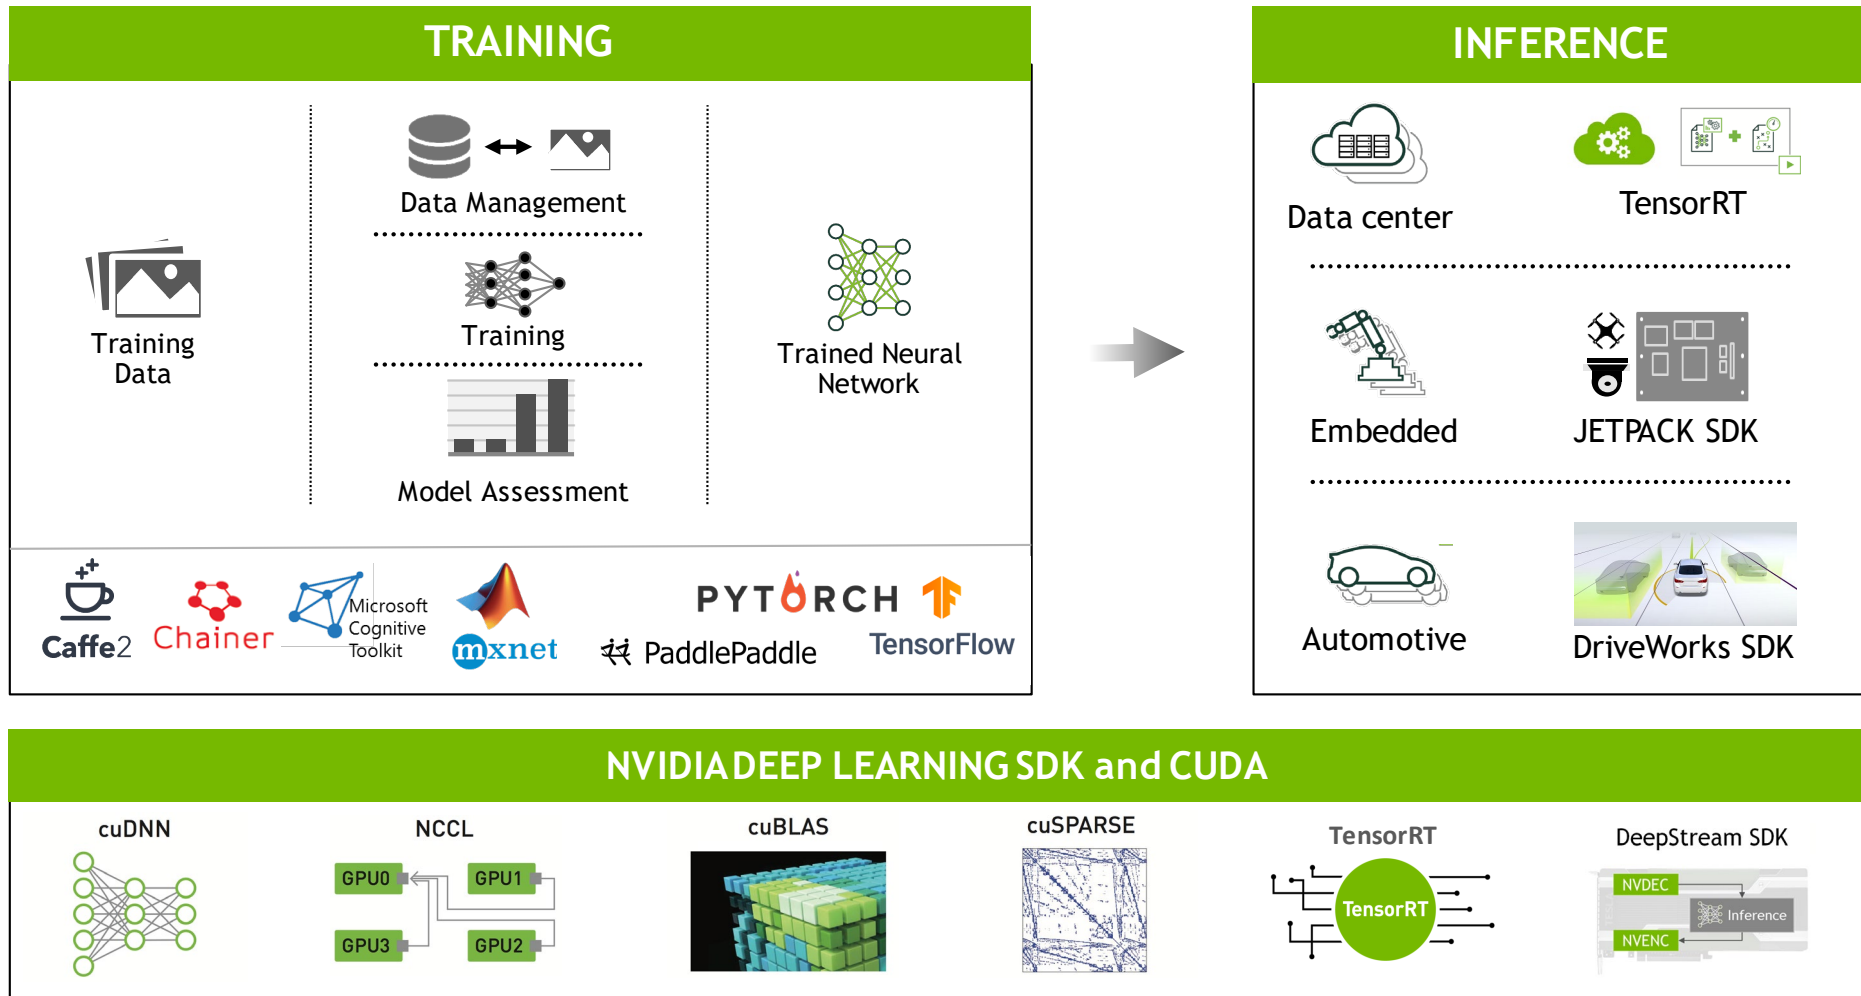 TRAINING
Training
Data
Data Management
Training
Model Assessment
Trained Neural
Network
Caffe2
Chainer
Microsoft
Cognitive
Toolkit
mxnet
PYTORCH
PaddlePaddle
TensorFlow
INFERENCE
Data center
TensorRT
Embedded
JETPACK SDK
Automotive
DriveWorks SDK
NVIDIA DEEP LEARNING SDK and CUDA
cuDNN
NCCL
GPU0
GPU1
GPU3
GPU2
cuBLAS
cuSPARSE
TensorRT
TensorRT
DeepStream SDK
NVDEC
Inference
NVENC